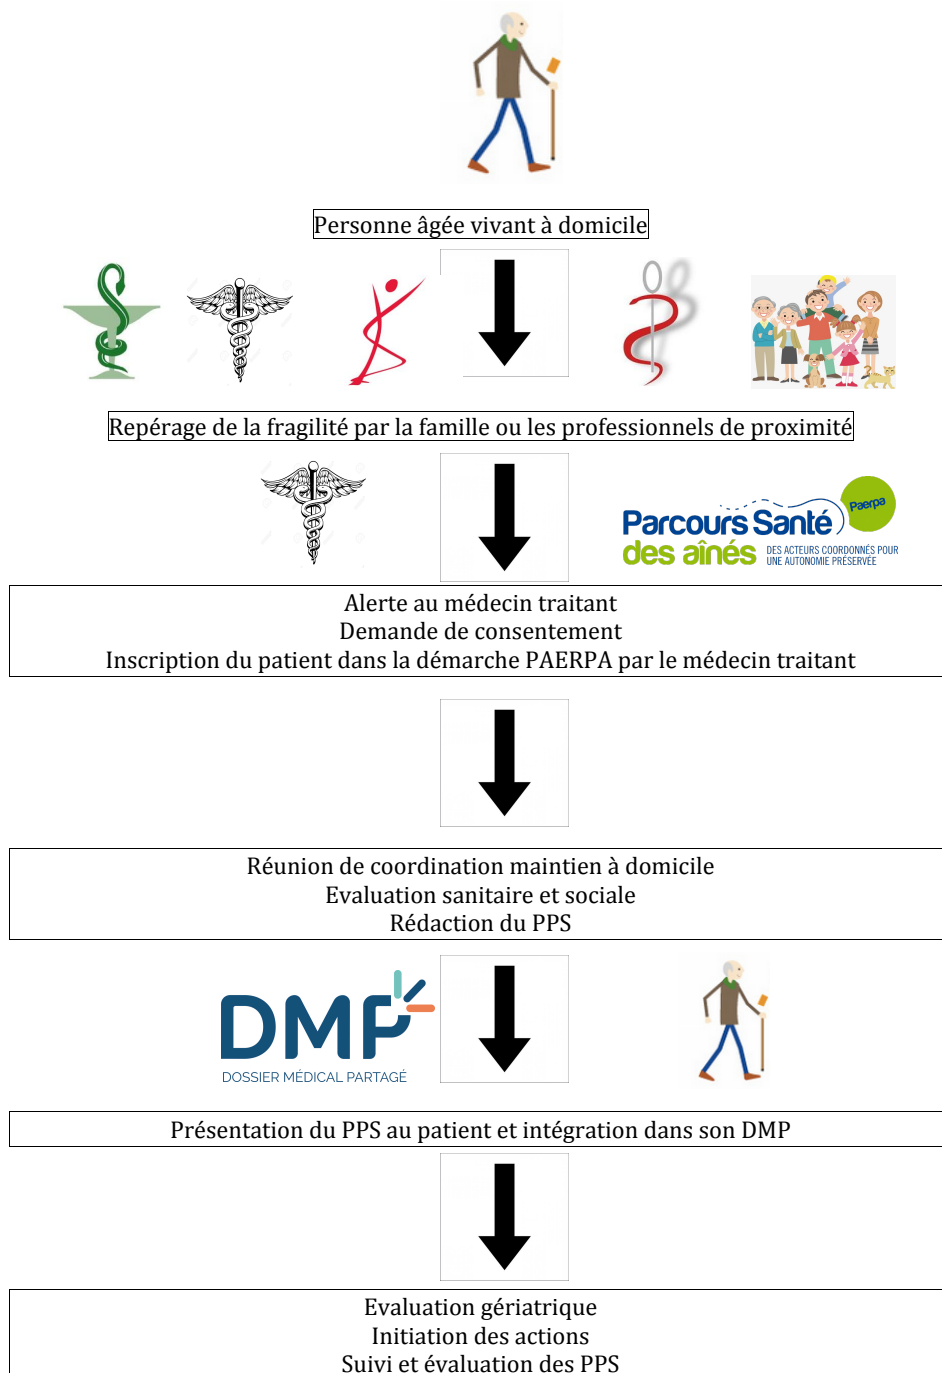 Personne âgée vivant à domicile
Repérage de la fragilité par la famille ou les professionnels de proximité
Parcours Santé
des aînés
Paerpa
DES ACTEURS COORDONNÉS POUR
UNE AUTONOMIE PRÉSERVÉE
Alerte au médecin traitant
Demande de consentement
Inscription du patient dans la démarche PAERPA par le médecin traitant
Réunion de coordination maintien à domicile
Evaluation sanitaire et sociale
Rédaction du PPS
DMP
DOSSIER MÉDICAL PARTAGÉ
Présentation du PPS au patient et intégration dans son DMP
Evaluation gériatrique
Initiation des actions
Suivi et évaluation des PPS